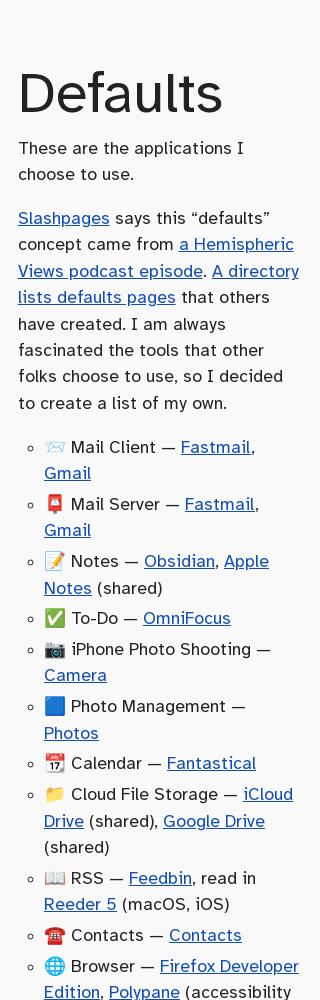 Defaults
These are the applications I
choose to use.
Slashpages says this “defaults”
concept came from a Hemispheric
Views podcast episode. A directory
lists defaults pages that others
have created. I am always
fascinated the tools that other
folks choose to use, so I decided
to create a list of my own.
📨 Mail Client — Fastmail,
Gmail
📮 Mail Server — Fastmail,
Gmail
📝 Notes — Obsidian, Apple
Notes (shared)
✅ To-Do — OmniFocus
📷 iPhone Photo Shooting —
Camera
🟦 Photo Management —
Photos
📆 Calendar — Fantastical
📁 Cloud File Storage — iCloud
Drive (shared), Google Drive
(shared)
📖 RSS — Feedbin, read in
Reeder 5 (macOS, iOS)
☎️ Contacts — Contacts
🌐 Browser — Firefox Developer
Edition, Polypane (accessibility